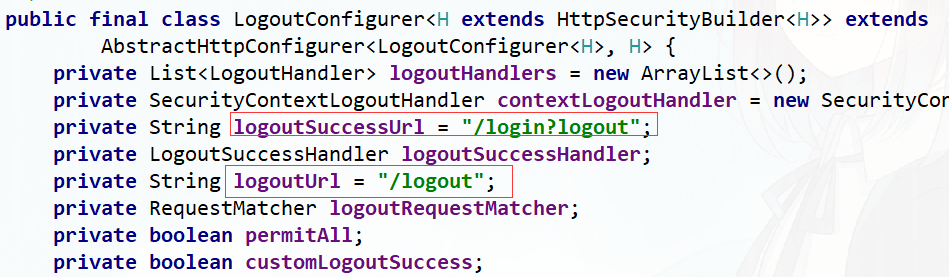 public final class LogoutConfigurer<H extends HttpSecurityBuilder<H>> extends
AbstractHttpConfigurer<LogoutConfigurer<H>, H> {
private List<LogoutHandler> logoutHandlers = new ArrayList<>();
private SecurityContextLogoutHandler contextLogoutHandler = new SecurityCon
private String logoutSuccessUrl = "/login?logout";
private LogoutSuccessHandler logoutSuccessHandler;
private String logoutUrl = "/logout";
private RequestMatcher logoutRequestMatcher;
private boolean permitAll;
private boolean customLogoutSuccess;